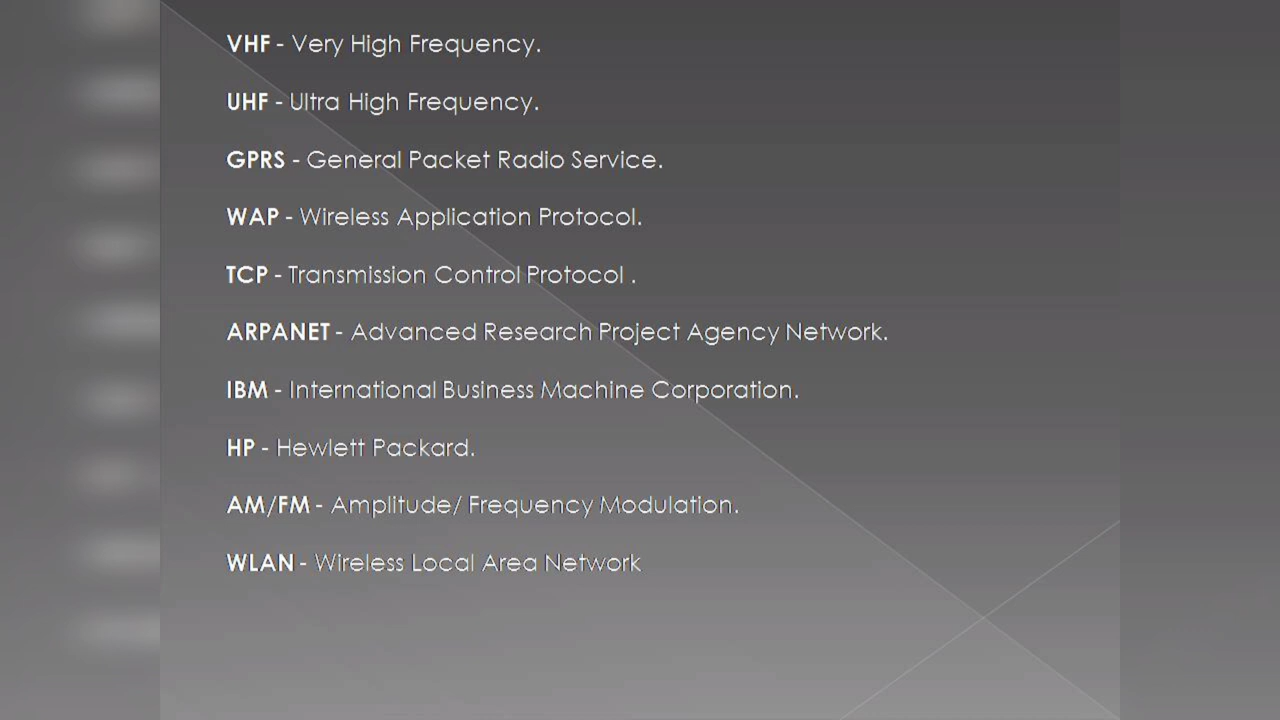 VHF - Very High Frequency.
UHF - Ultra High Frequency.
GPRS - General Packet Radio Service.
WAP - Wireless Application Protocol.
TCP - Transmission Control Protocol .
ARPANET - Advanced Research Project Agency Network.
IBM - International Business Machine Corporation.
HP - Hewlett Packard.
AM/FM - Amplitude/ Frequency Modulation.
WLAN - Wireless Local Area Network